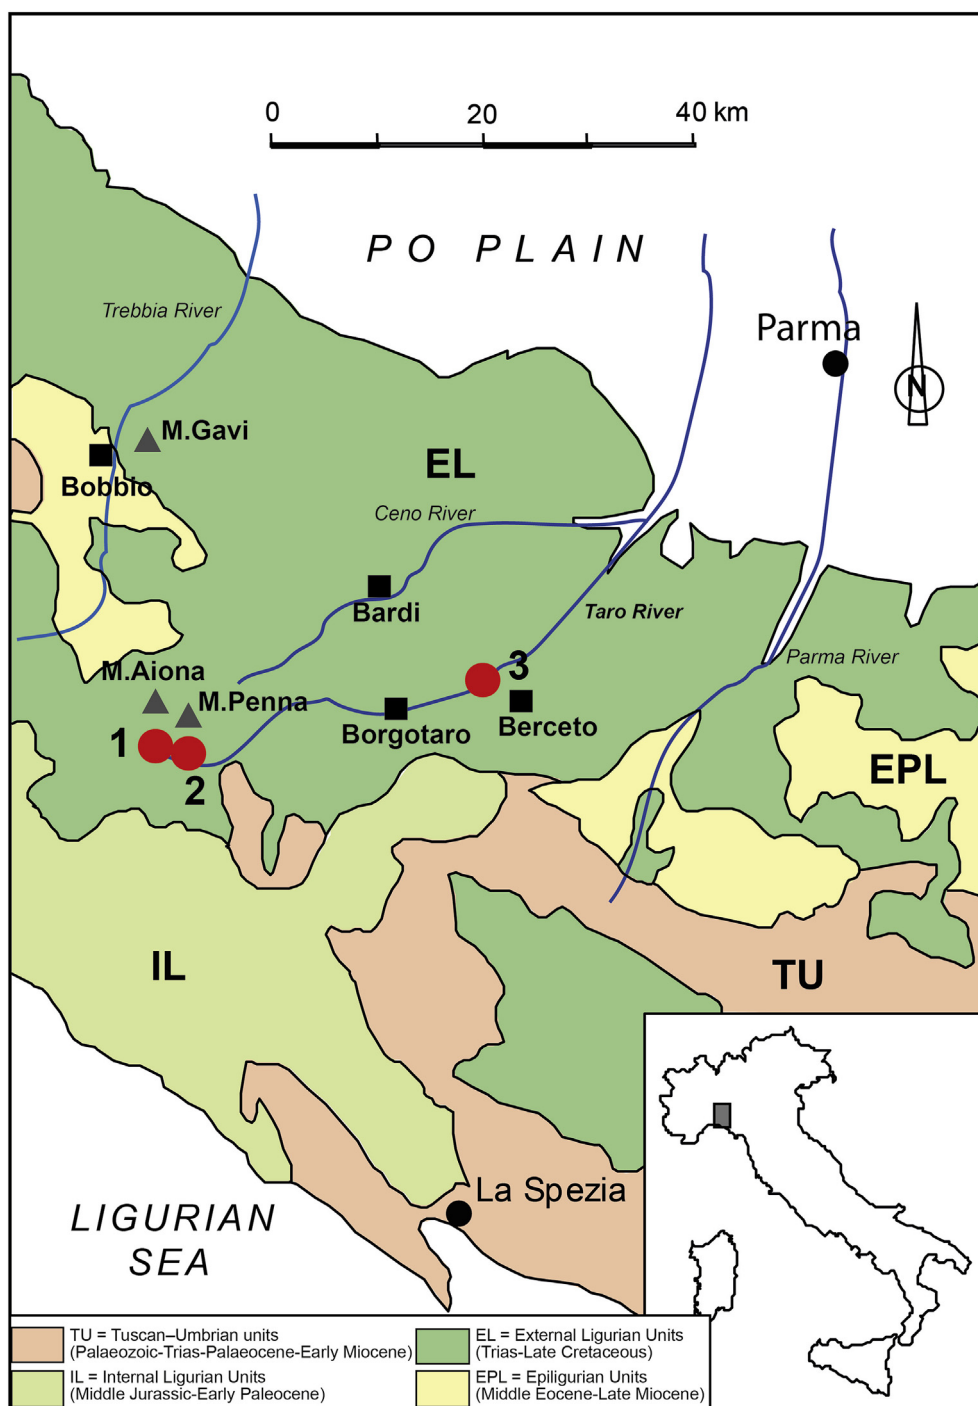 0 20 40 km
PO PLAIN
Trebbia River
Parma
N
M.Gavi
EL
Bobbio
Ceno River
Bardi
Taro River
3
Parma River
M.Aiona
M.Penna
1
Borgotaro
Berceto
2
EPL
IL
TU
La Spezia
LIGURIAN
SEA
TU = Tuscan–Umbrian units
(Palaeozoic-Trias-Palaeocene-Early Miocene)
IL = Internal Ligurian Units
(Middle Jurassic-Early Paleocene)
EL = External Ligurian Units
(Trias-Late Cretaceous)
EPL = Epiligurian Units
(Middle Eocene-Late Miocene)